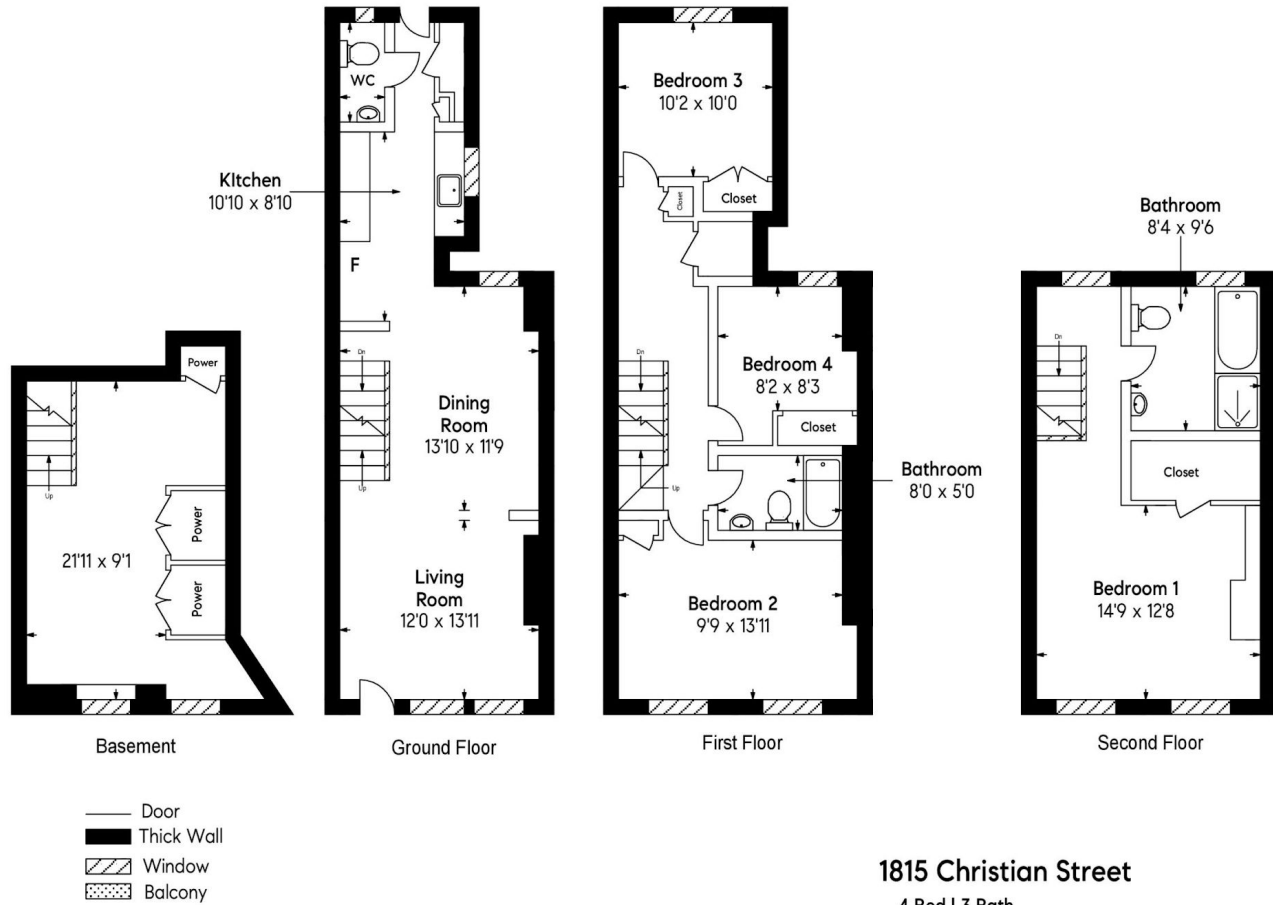 Power
Power
Power
21'11 x 9'1
Up
Basement
WC
KItchen
10'10 x 8'10
F
Dn
Up
Dining
Room
13'10 x 11'9
Living
Room
12'0 x 13'11
Ground Floor
Bedroom 3
10'2 x 10'0
Closet
Closet
Bedroom 4
8'2 x 8'3
Closet
Dn
Up
Bathroom
8'0 x 5'0
Bedroom 2
9'9 x 13'11
First Floor
Bathroom
8'4 x 9'6
Dn
Closet
Bedroom 1
14'9 x 12'8
Second Floor
Door
Thick Wall
Window
Balcony
1815 Christian Street
4 Bed | 3 Bath